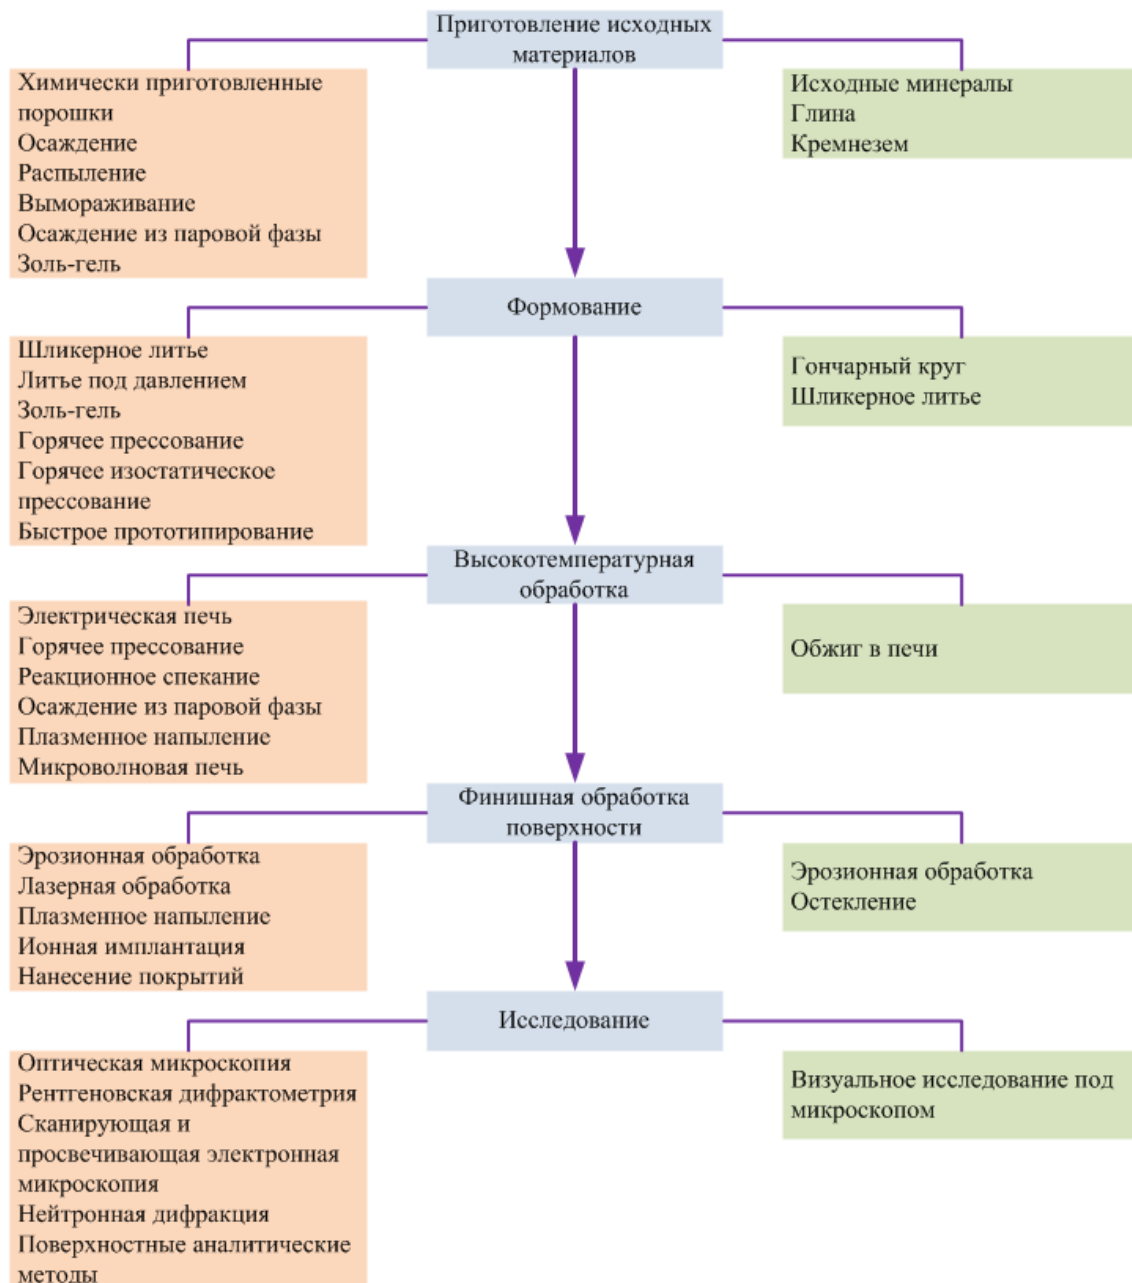 Приготовление исходных
материалов
Химически приготовленные
порошки
Осаждение
Распыление
Вымораживание
Осаждение из паровой фазы
Золь-гель
Исходные минералы
Глина
Кремнезем
Формование
Шликерное литье
Литье под давлением
Золь-гель
Горячее прессование
Горячее изостатическое
прессование
Быстрое прототипирование
Гончарный круг
Шликерное литье
Высокотемпературная
обработка
Электрическая печь
Горячее прессование
Реакционное спекание
Осаждение из паровой фазы
Плазменное напыление
Микроволновая печь
Обжиг в печи
Финишная обработка
поверхности
Эрозионная обработка
Лазерная обработка
Плазменное напыление
Ионная имплантация
Нанесение покрытий
Эрозионная обработка
Остекление
Исследование
Оптическая микроскопия
Рентгеновская дифрактометрия
Сканирующая и
просвечивающая электронная
микроскопия
Нейтронная дифракция
Поверхностные аналитические
методы
Визуальное исследование под
микроскопом